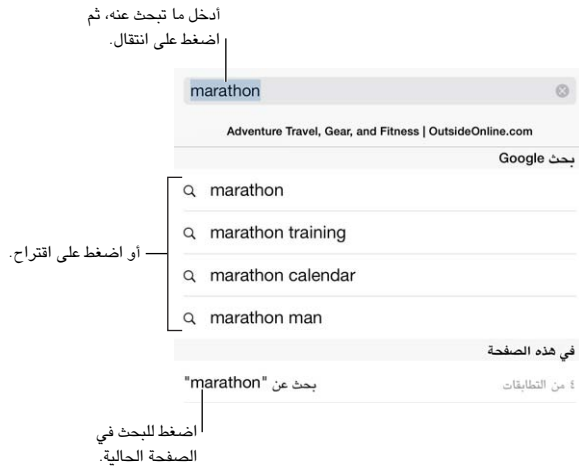 أدخل ما تبحث عنه، ثم
اضغط على انتقال.
marathon
Adventure Travel, Gear, and Fitness | OutsideOnline.com
بحث Google
marathon
marathon training
أو اضغط على اقتراح.
marathon calendar
marathon man
في هذه الصفحة
بحث عن "marathon"
٤ من التطابقات
اضغط للبحث في
الصفحة الحالية.